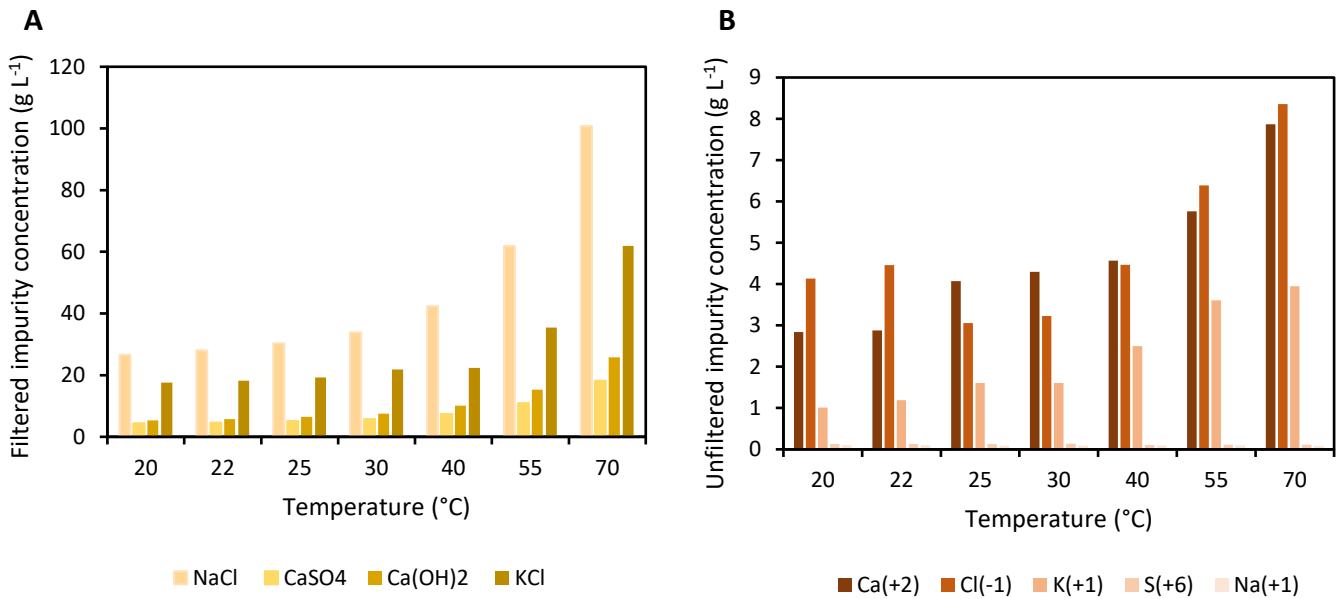 A
Filtered impurity concentration (g L⁻¹)
120
100
80
60
40
20
0
20 22 25 30 40 55 70
Temperature (°C)
NaCl CaSO4 Ca(OH)2 KCl
B
Unfiltered impurity concentration (g L⁻¹)
9
8
7
6
5
4
3
2
1
0
20 22 25 30 40 55 70
Temperature (°C)
Ca(+2) Cl(-1) K(+1) S(+6) Na(+1)